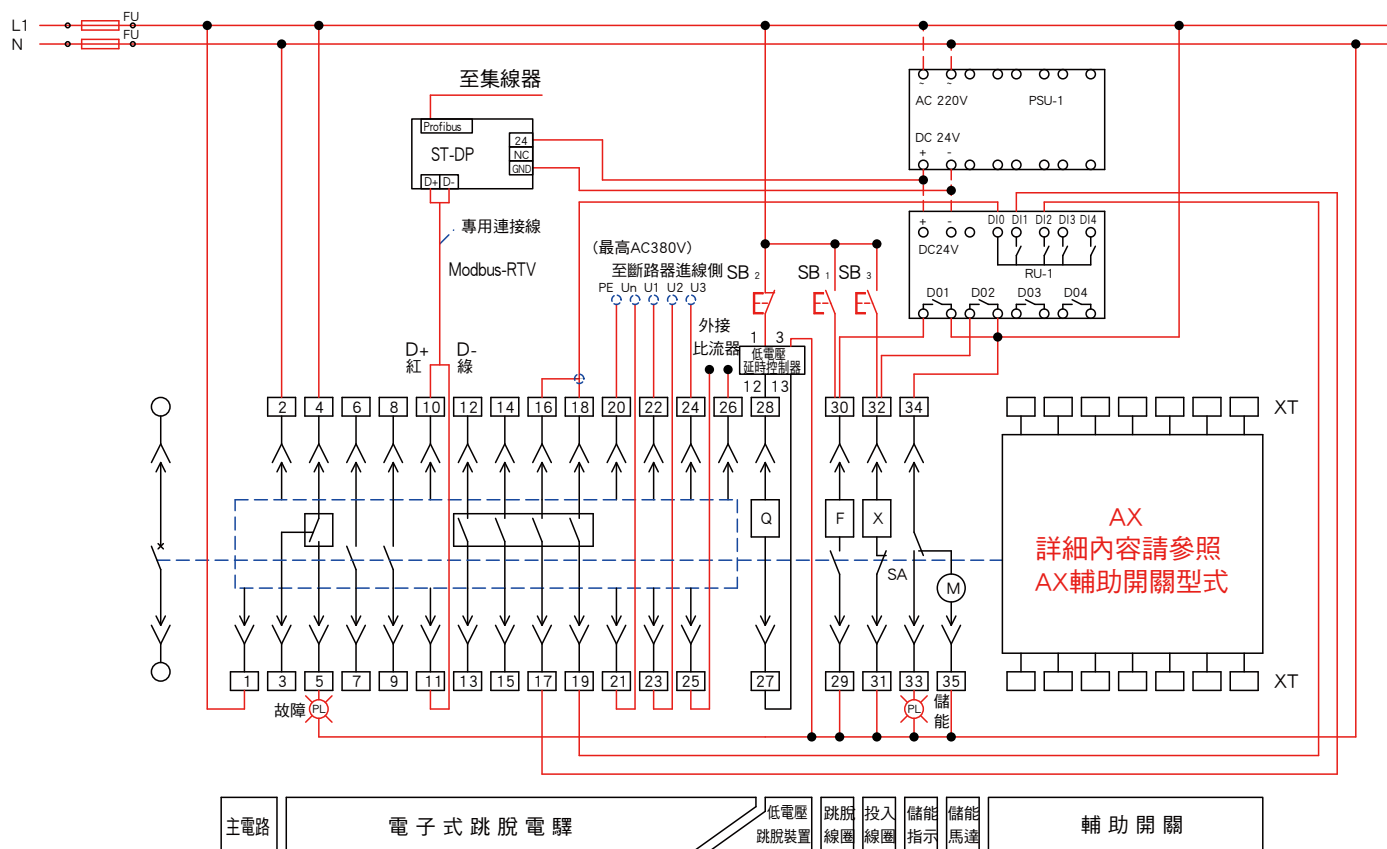 L1
FU
N
FU
至集線器
Profibus
ST-DP
24
NC
GND
D+ D-
專用連接線
Modbus-RTV
~ ~
AC 220V PSU-1
DC 24V
+ -
+ - DI0 DI1 DI2 DI3 DI4
DC24V
RU-1
D01 D02 D03 D04
(最高AC380V)
至斷路器進線側
PE Un U1 U2 U3
SB2 SB1 SB3
外接
比流器
1 3
低電壓
延時控制器
12 13
D+ D-
紅 綠
2 4 6 8 10 12 14 16 18 20 22 24 26 28 30 32 34
XT
Q F X
SA
M
AX
詳細內容請參照
AX輔助開關型式
1 3 5 7 9 11 13 15 17 19 21 23 25 27 29 31 33 35
XT
故障 PL
PL 儲能
主電路
電子式跳脫電驛
低電壓
跳脫裝置
跳脫
線圈
投入
線圈
儲能
指示
儲能
馬達
輔助開關